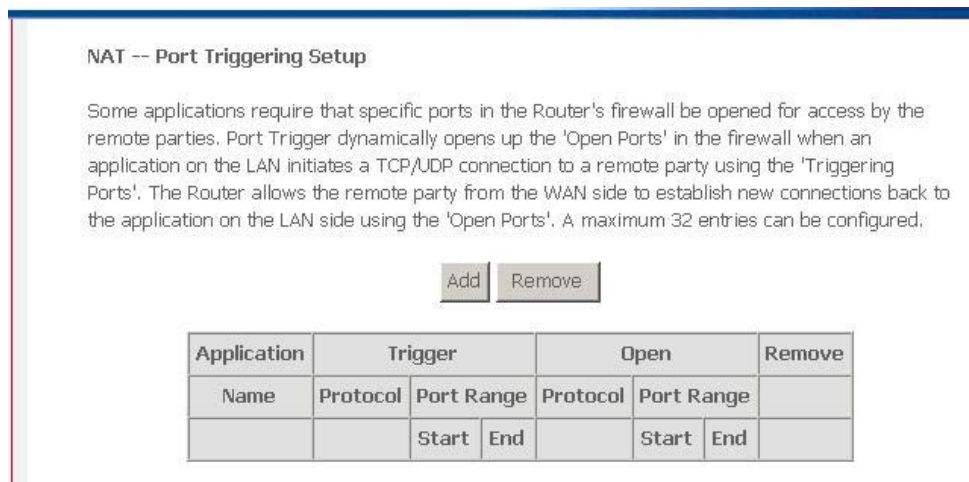 NAT -- Port Triggering Setup
Some applications require that specific ports in the Router's firewall be opened for access by the
remote parties. Port Trigger dynamically opens up the 'Open Ports' in the firewall when an
application on the LAN initiates a TCP/UDP connection to a remote party using the 'Triggering
Ports'. The Router allows the remote party from the WAN side to establish new connections back to
the application on the LAN side using the 'Open Ports'. A maximum 32 entries can be configured.
Add Remove
Application Trigger Open Remove
Name Protocol Port Range Protocol Port Range
Start End Start End